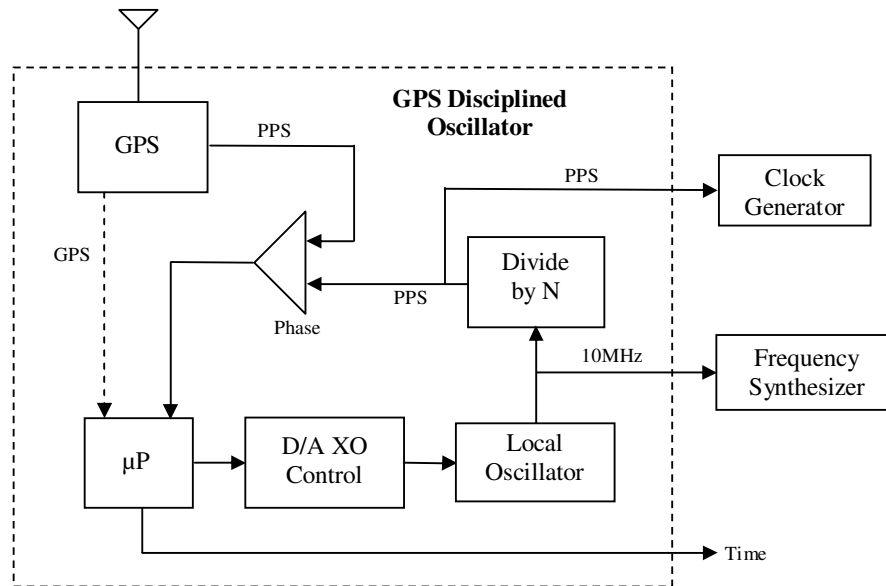 GPS Disciplined
Oscillator
GPS
PPS
PPS
Clock
Generator
GPS
Divide
by N
PPS
Phase
10MHz
Frequency
Synthesizer
µP
D/A XO
Control
Local
Oscillator
Time